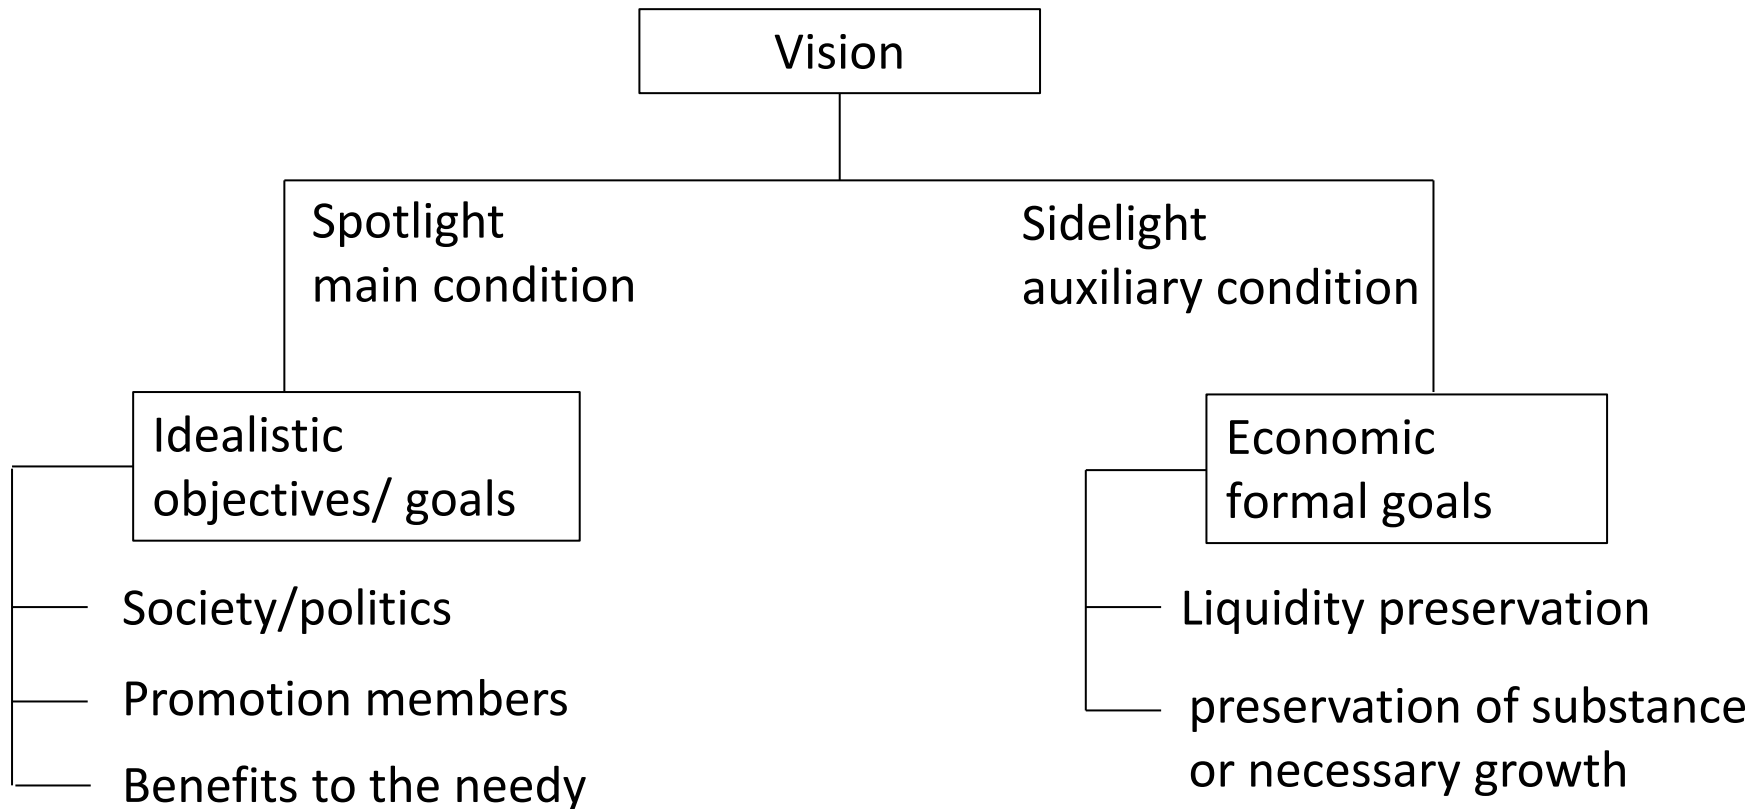 Vision
Spotlight
main condition
Sidelight
auxiliary condition
Idealistic
objectives/ goals
Economic
formal goals
Society/politics
Promotion members
Benefits to the needy
Liquidity preservation
preservation of substance
or necessary growth